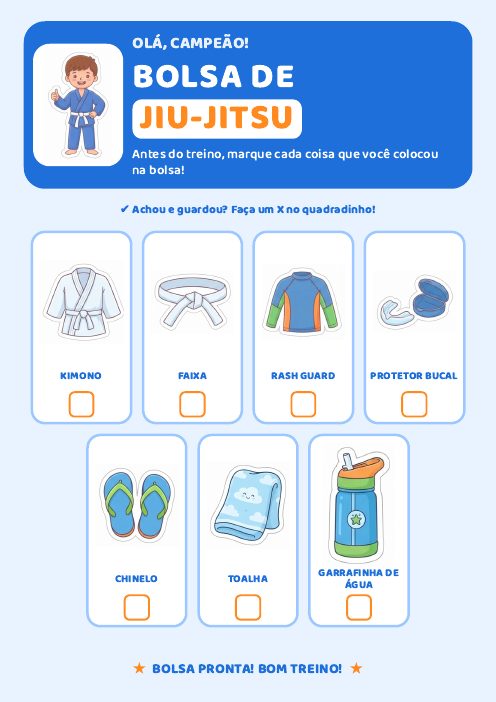 OLÁ, CAMPEÃO!
BOLSA DE
JIU-JITSU
Antes do treino, marque cada coisa que você colocou
na bolsa!
✔ Achou e guardou? Faça um X no quadradinho!
KIMONO
FAIXA
RASH GUARD
PROTETOR BUCAL
CHINELO
TOALHA
GARRAFINHA DE
ÁGUA
★ BOLSA PRONTA! BOM TREINO! ★